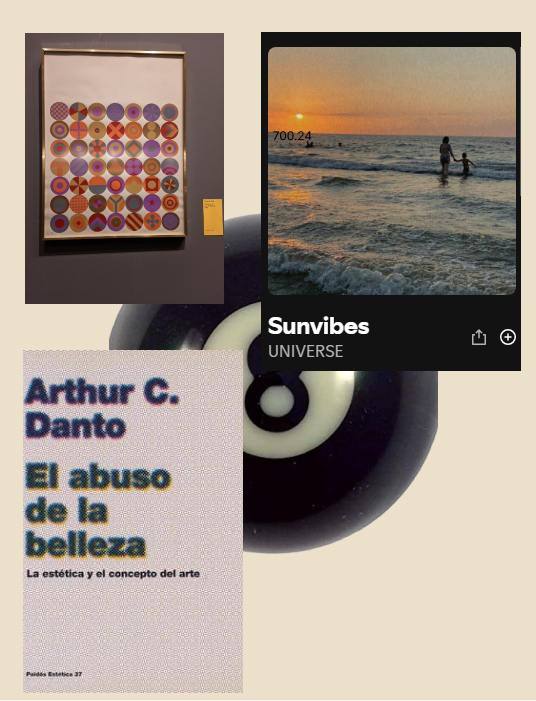 700.24
Sunvibes
UNIVERSE
8
Arthur C.
Danto
El abuso
de la
belleza
La estética y el concepto del arte
Paidós Estética 37